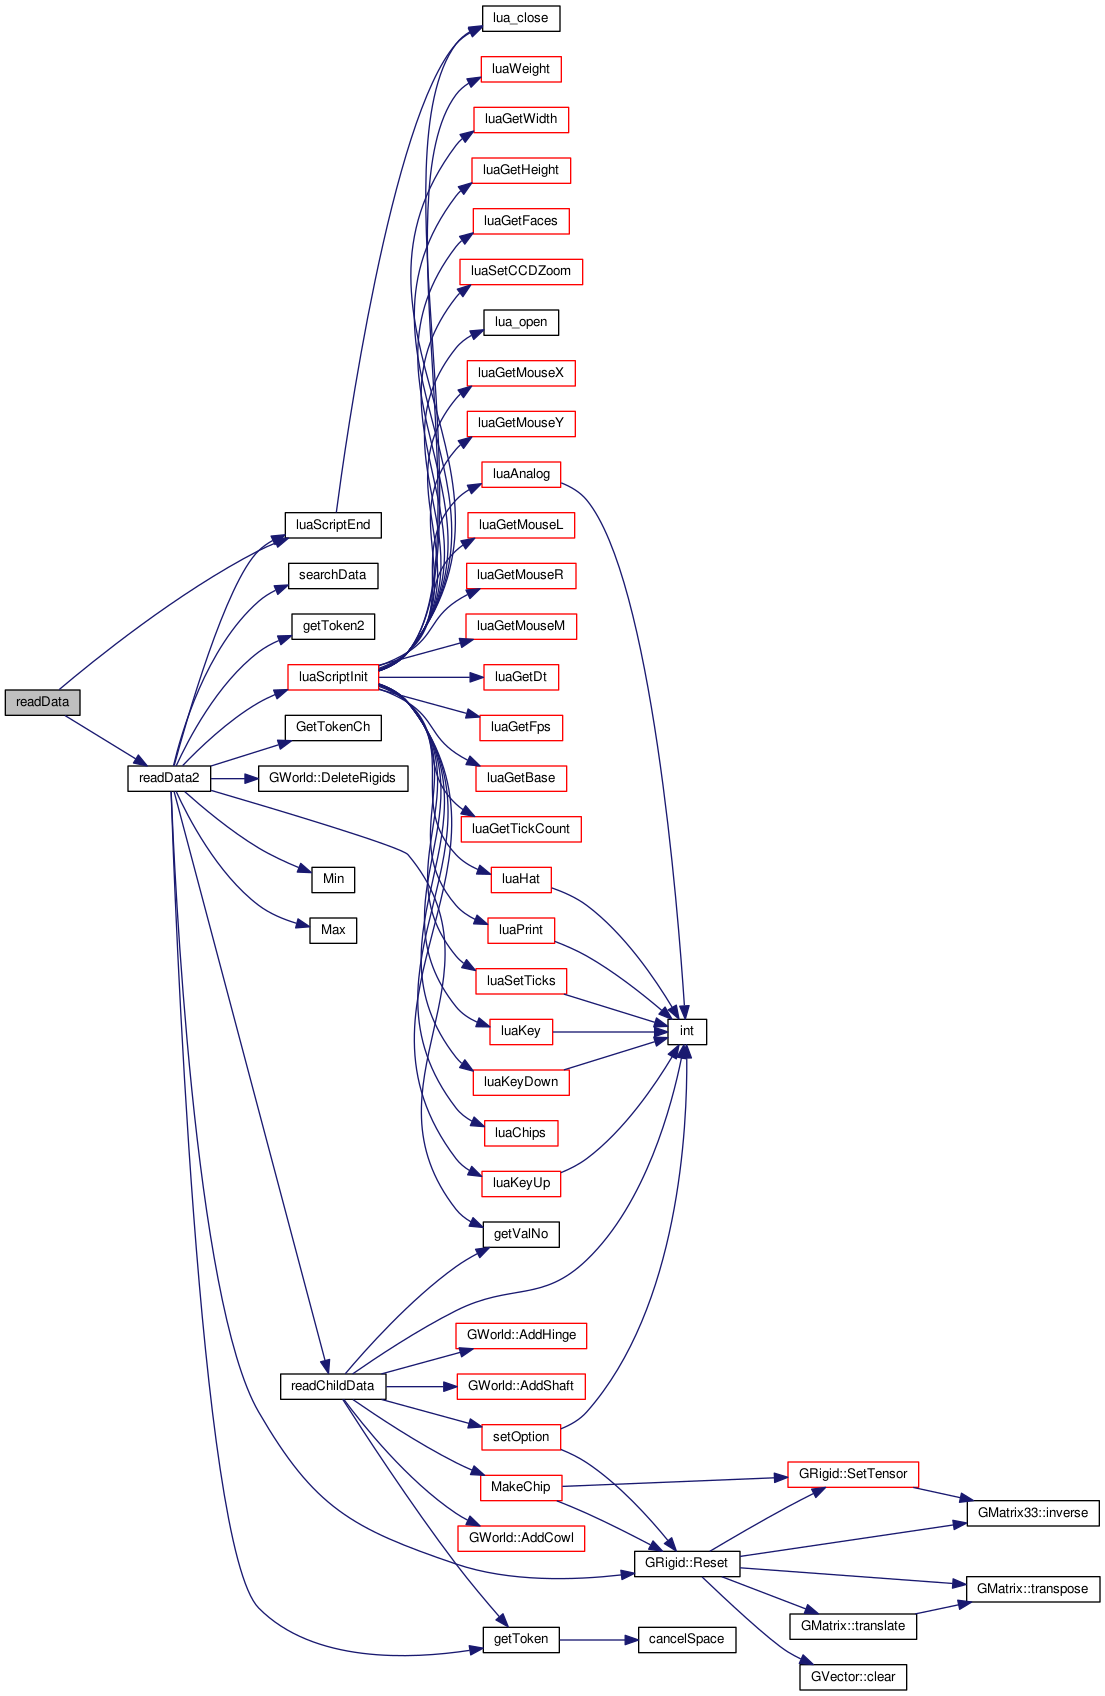 lua_close
luaWeight
luaGetWidth
luaGetHeight
luaGetFaces
luaSetCCDZoom
lua_open
luaGetMouseX
luaGetMouseY
luaAnalog
luaScriptEnd
luaGetMouseL
searchData
luaGetMouseR
getToken2
luaGetMouseM
luaScriptInit
luaGetDt
readData
GetTokenCh
luaGetFps
readData2
GWorld::DeleteRigids
luaGetBase
luaGetTickCount
Min
luaHat
Max
luaPrint
luaSetTicks
luaKey
int
luaKeyDown
luaChips
luaKeyUp
getValNo
GWorld::AddHinge
readChildData
GWorld::AddShaft
setOption
MakeChip
GRigid::SetTensor
GMatrix33::inverse
GWorld::AddCowl
GRigid::Reset
GMatrix::transpose
GMatrix::translate
getToken
cancelSpace
GVector::clear